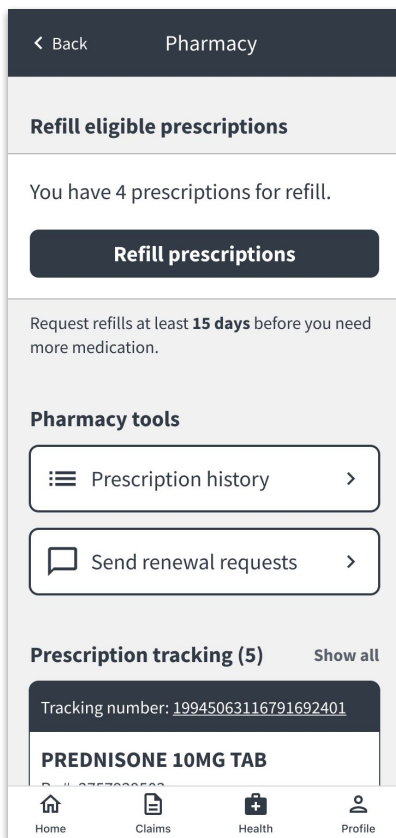 Back
Pharmacy
Refill eligible prescriptions
You have 4 prescriptions for refill.
Refill prescriptions
Request refills at least 15 days before you need
more medication.
Pharmacy tools
Prescription history
Send renewal requests
Prescription tracking (5)
Show all
Tracking number: 19945063116791692401
PREDNISONE 10MG TAB
Home
Claims
Health
Profile